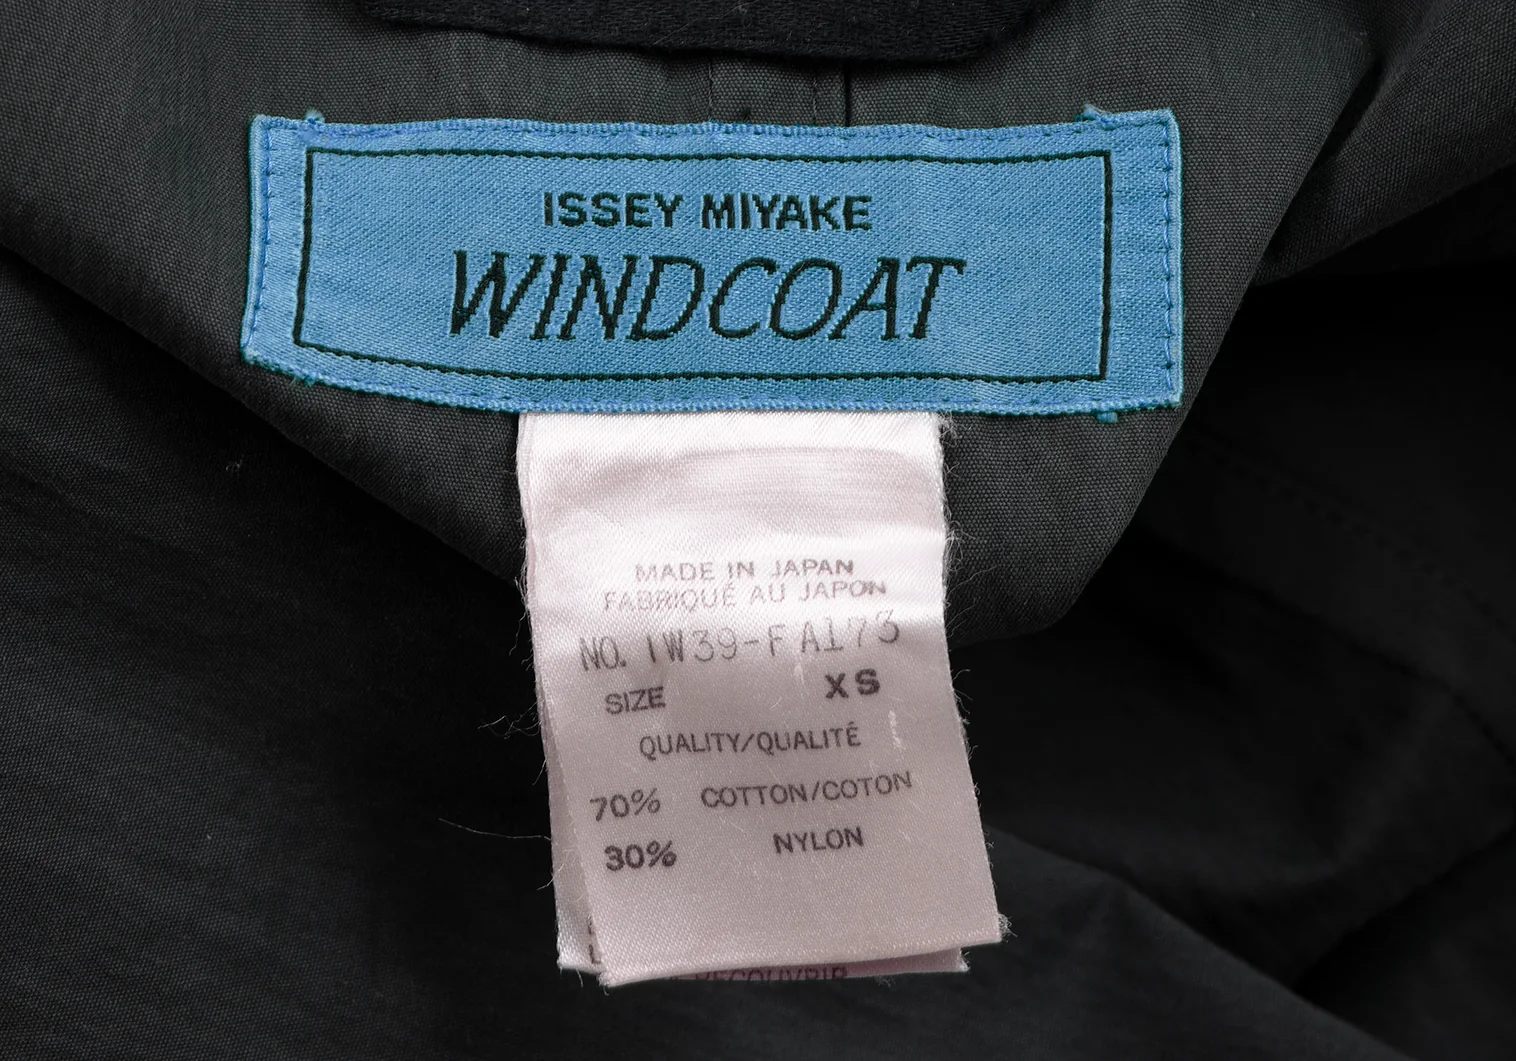 ISSEY MIYAKE
WINDCOAT
MADE IN JAPAN
FABRIQUÉ AU JAPON
NO. IW39-FA173
SIZE XS
QUALITY/QUALITÉ
70% COTTON/COTON
30% NYLON
RECOUVRIR